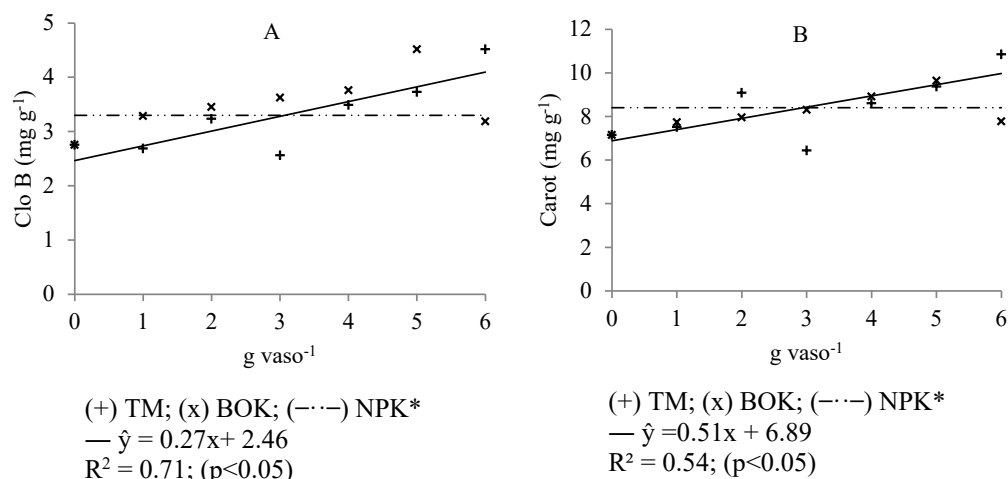 A
Clo B (mg g⁻¹)
5
4
3
2
1
0
0 1 2 3 4 5 6
g vaso⁻¹
(+) TM; (x) BOK; (−··−) NPK*
— ŷ = 0.27x+ 2.46
R² = 0.71; (p<0.05)
B
Carot (mg g⁻¹)
12
10
8
6
4
2
0
0 1 2 3 4 5 6
g vaso⁻¹
(+) TM; (x) BOK; (−··−) NPK*
— ŷ =0.51x + 6.89
R² = 0.54; (p<0.05)